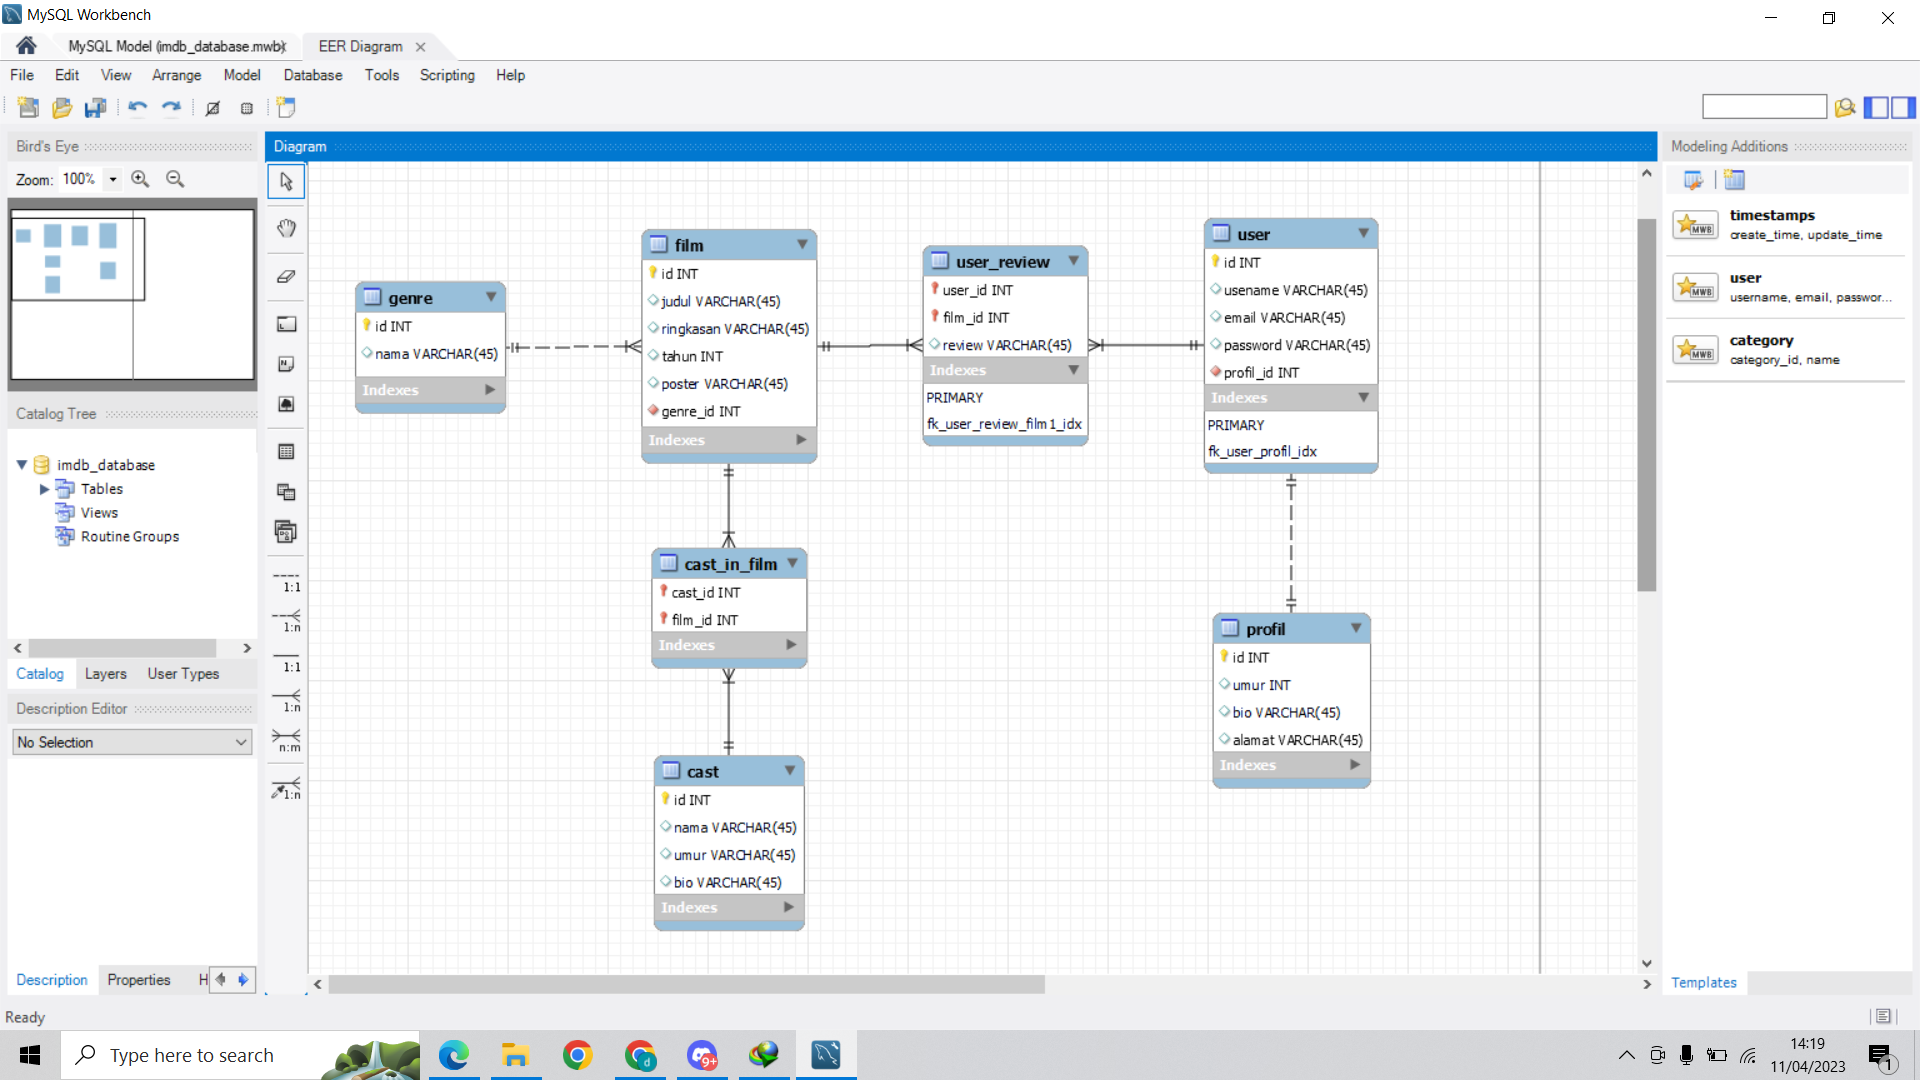 MySQL Workbench
MySQL Model (imdb_database.mwb)
EER Diagram
File Edit View Arrange Model Database Tools Scripting Help
Bird's Eye
Zoom: 100%
Catalog Tree
imdb_database
Tables
Views
Routine Groups
Catalog Layers User Types
Description Editor
No Selection
Description Properties H
Ready
Diagram
1:1
1:n
1:1
1:n
n:m
1:n
genre
id INT
nama VARCHAR(45)
Indexes
film
id INT
judul VARCHAR(45)
ringkasan VARCHAR(45)
tahun INT
poster VARCHAR(45)
genre_id INT
Indexes
user_review
user_id INT
film_id INT
review VARCHAR(45)
Indexes
PRIMARY
fk_user_review_film1_idx
user
id INT
usename VARCHAR(45)
email VARCHAR(45)
password VARCHAR(45)
profil_id INT
Indexes
PRIMARY
fk_user_profil_idx
cast_in_film
cast_id INT
film_id INT
Indexes
cast
id INT
nama VARCHAR(45)
umur VARCHAR(45)
bio VARCHAR(45)
Indexes
profil
id INT
umur INT
bio VARCHAR(45)
alamat VARCHAR(45)
Indexes
Modeling Additions
MWB
timestamps
create_time, update_time
MWB
user
username, email, passwor...
MWB
category
category_id, name
Templates
Type here to search
d
9+
14:19
11/04/2023
1